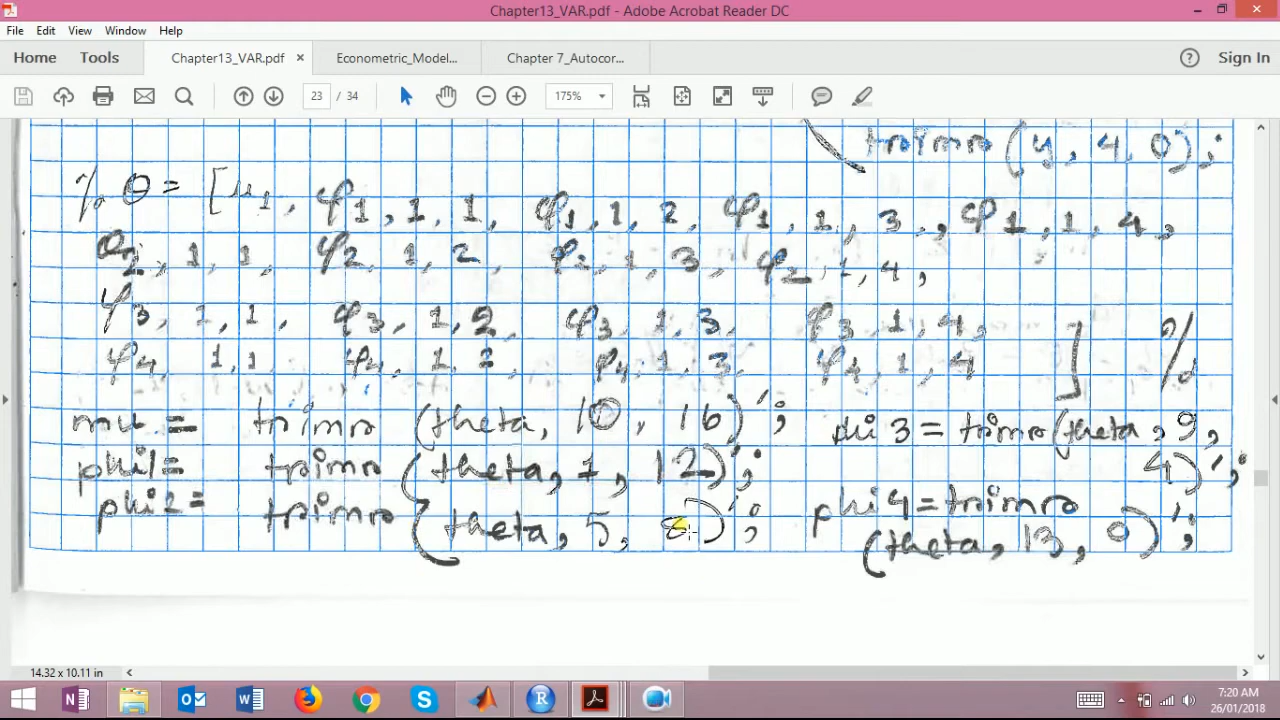 Chapter13_VAR.pdf - Adobe Acrobat Reader DC
File Edit View Window Help
Home Tools Chapter13_VAR.pdf × Econometric_Model... Chapter 7_Autocor... Sign In
23 / 34 175%
trimr (y, 4, 0)';
% θ = [μ1, φ1,1,1, φ1,1,2, φ1,1,3, φ1,1,4,
φ2,1,1, φ2,1,2, φ2,1,3, φ2,1,4,
φ3,1,1, φ3,1,2, φ3,1,3, φ3,1,4,
φ4,1,1, φ4,1,2, φ4,1,3, φ4,1,4 ] %
mu = trimr (theta, 10, 16)'; phi3 = trimr(theta, 9,
phi1= trimr (theta, 1, 12)'; 4)';
phi2= trimr (theta, 5, 8)'; phi4=trimr
(theta, 13, 0)';
14.32 x 10.11 in
7:20 AM
26/01/2018